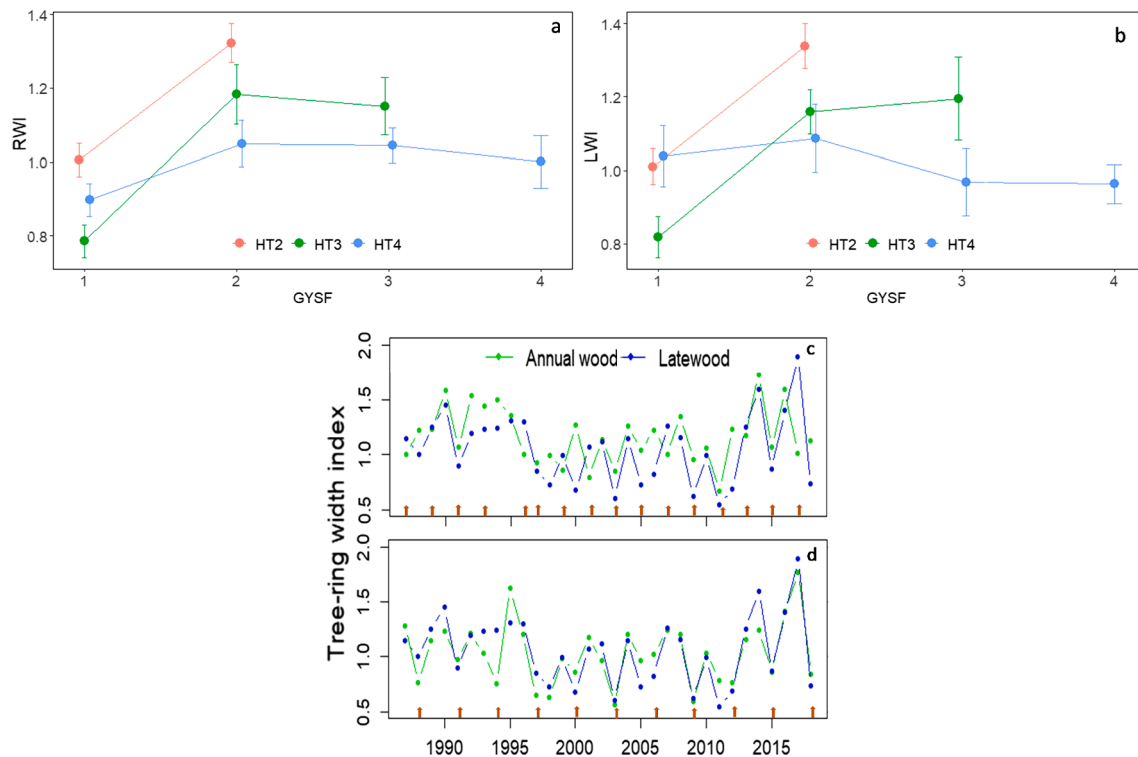 a
1.4
1.2
1.0
0.8
RWI
HT2 HT3 HT4
1 2 3 4
GYSF
b
1.4
1.2
1.0
0.8
LWI
HT2 HT3 HT4
1 2 3 4
GYSF
Tree-ring width index
c
Annual wood Latewood
2.0
1.5
1.0
0.5
d
2.0
1.5
1.0
0.5
1990 1995 2000 2005 2010 2015